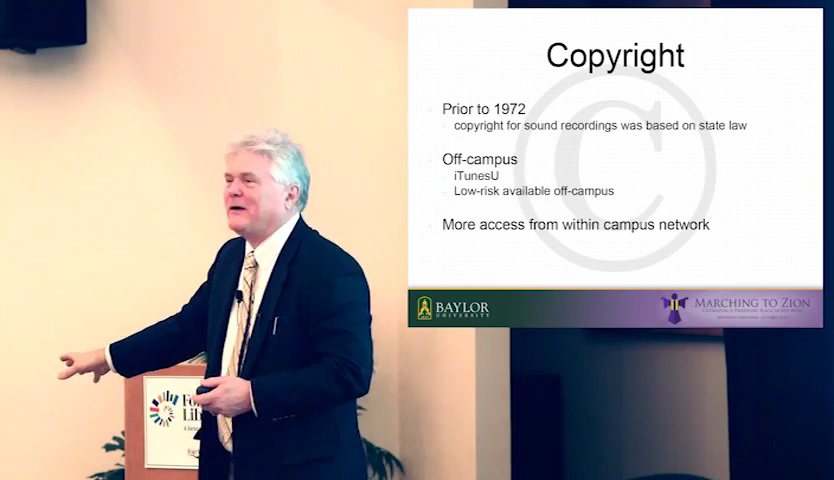 Copyright
©
Prior to 1972
copyright for sound recordings was based on state law
Off-campus
iTunesU
Low-risk available off-campus
More access from within campus network
BAYLOR
UNIVERSITY
MARCHING TO ZION